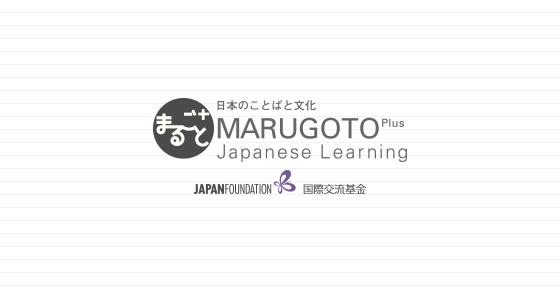 日本のことばと文化
まるごと+
MARUGOTO Plus
Japanese Learning
JAPANFOUNDATION 国際交流基金